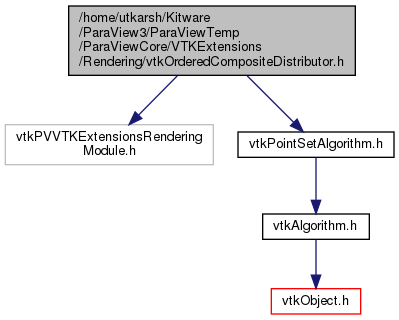 /home/utkarsh/Kitware
/ParaView3/ParaViewTemp
/ParaViewCore/VTKExtensions
/Rendering/vtkOrderedCompositeDistributor.h
vtkPVVTKExtensionsRendering
Module.h
vtkPointSetAlgorithm.h
vtkAlgorithm.h
vtkObject.h